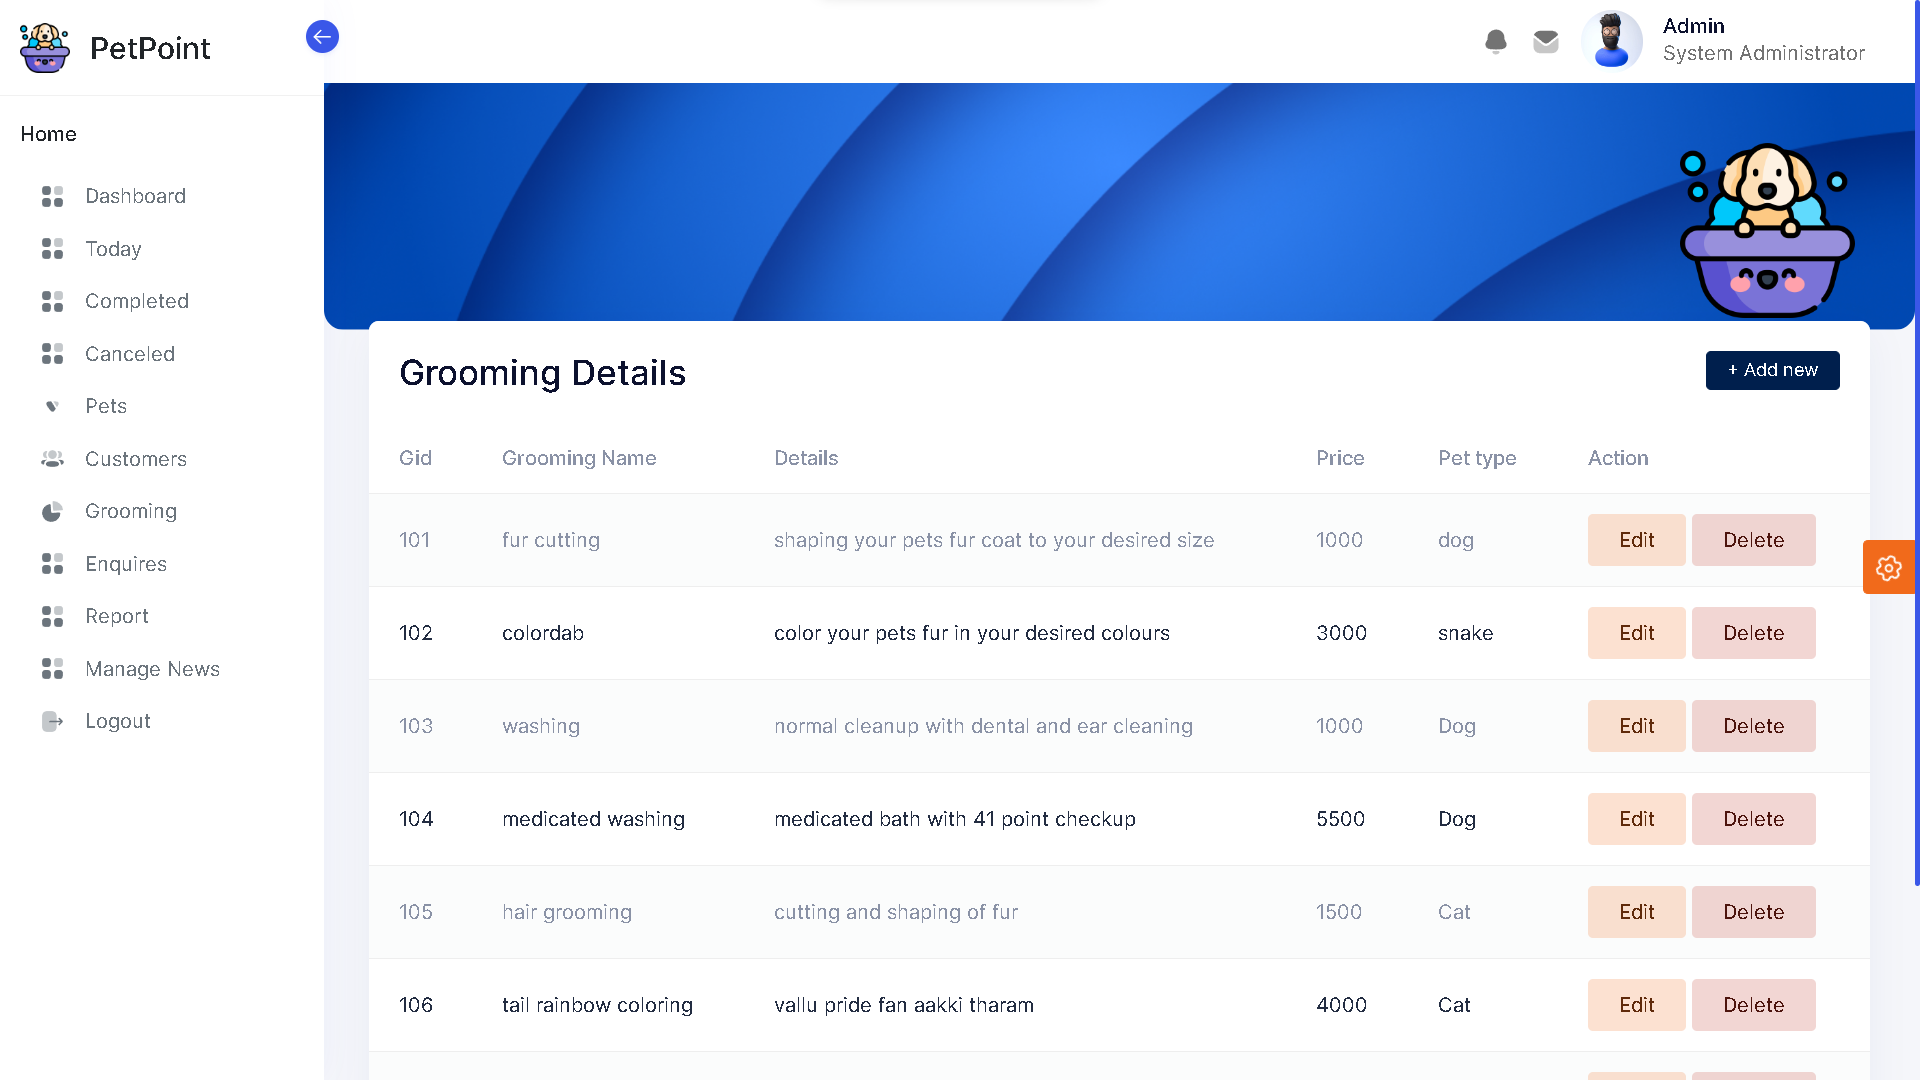 PetPoint
Admin
System Administrator
Home
Dashboard
Today
Completed
Canceled
Pets
Customers
Grooming
Enquires
Report
Manage News
Logout
Grooming Details
+ Add new
Gid Grooming Name Details Price Pet type Action
101 fur cutting shaping your pets fur coat to your desired size 1000 dog Edit Delete
102 colordab color your pets fur in your desired colours 3000 snake Edit Delete
103 washing normal cleanup with dental and ear cleaning 1000 Dog Edit Delete
104 medicated washing medicated bath with 41 point checkup 5500 Dog Edit Delete
105 hair grooming cutting and shaping of fur 1500 Cat Edit Delete
106 tail rainbow coloring vallu pride fan aakki tharam 4000 Cat Edit Delete